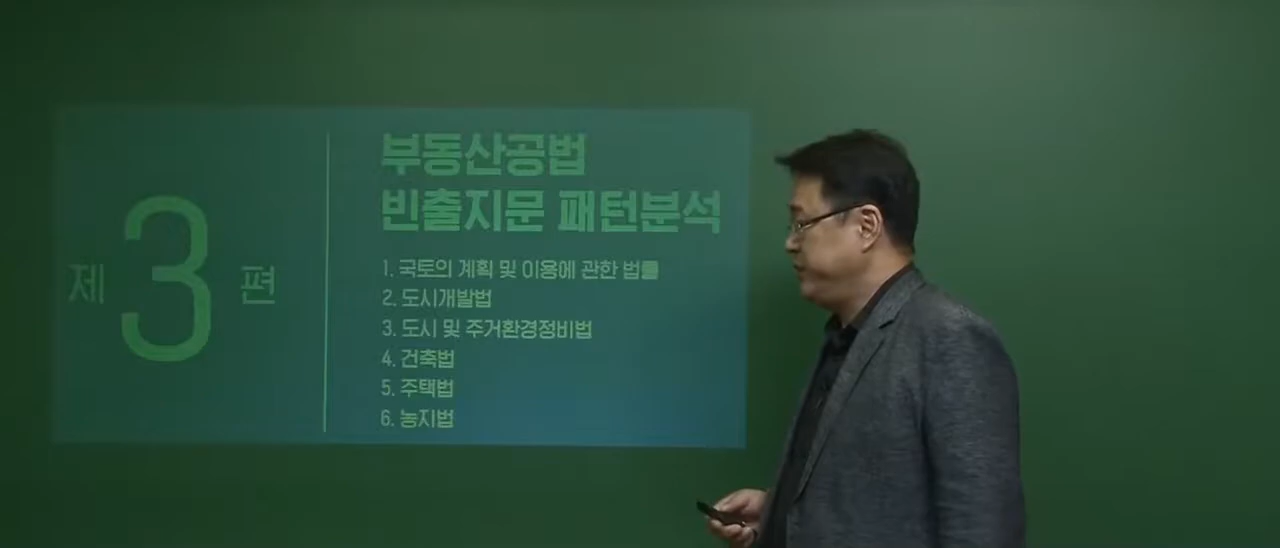 제 3 편
부동산공법
빈출지문 패턴분석
1. 국토의 계획 및 이용에 관한 법률
2. 도시개발법
3. 도시 및 주거환경정비법
4. 건축법
5. 주택법
6. 농지법